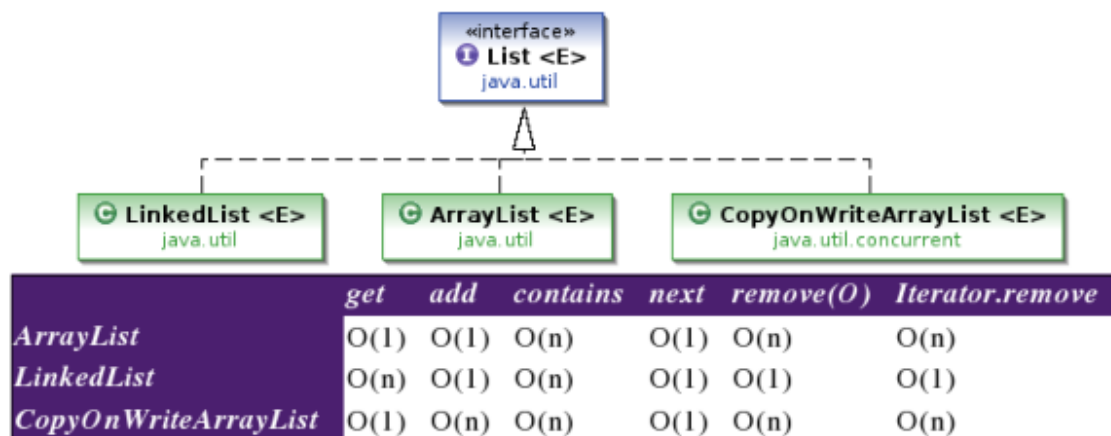 «interface»
I List <E>
java.util
C LinkedList <E>
java.util
C ArrayList <E>
java.util
C CopyOnWriteArrayList <E>
java.util.concurrent
get add contains next remove(O) Iterator.remove
ArrayList O(1) O(1) O(n) O(1) O(n) O(n)
LinkedList O(n) O(1) O(n) O(1) O(1) O(1)
CopyOnWriteArrayList O(1) O(n) O(n) O(1) O(n) O(n)